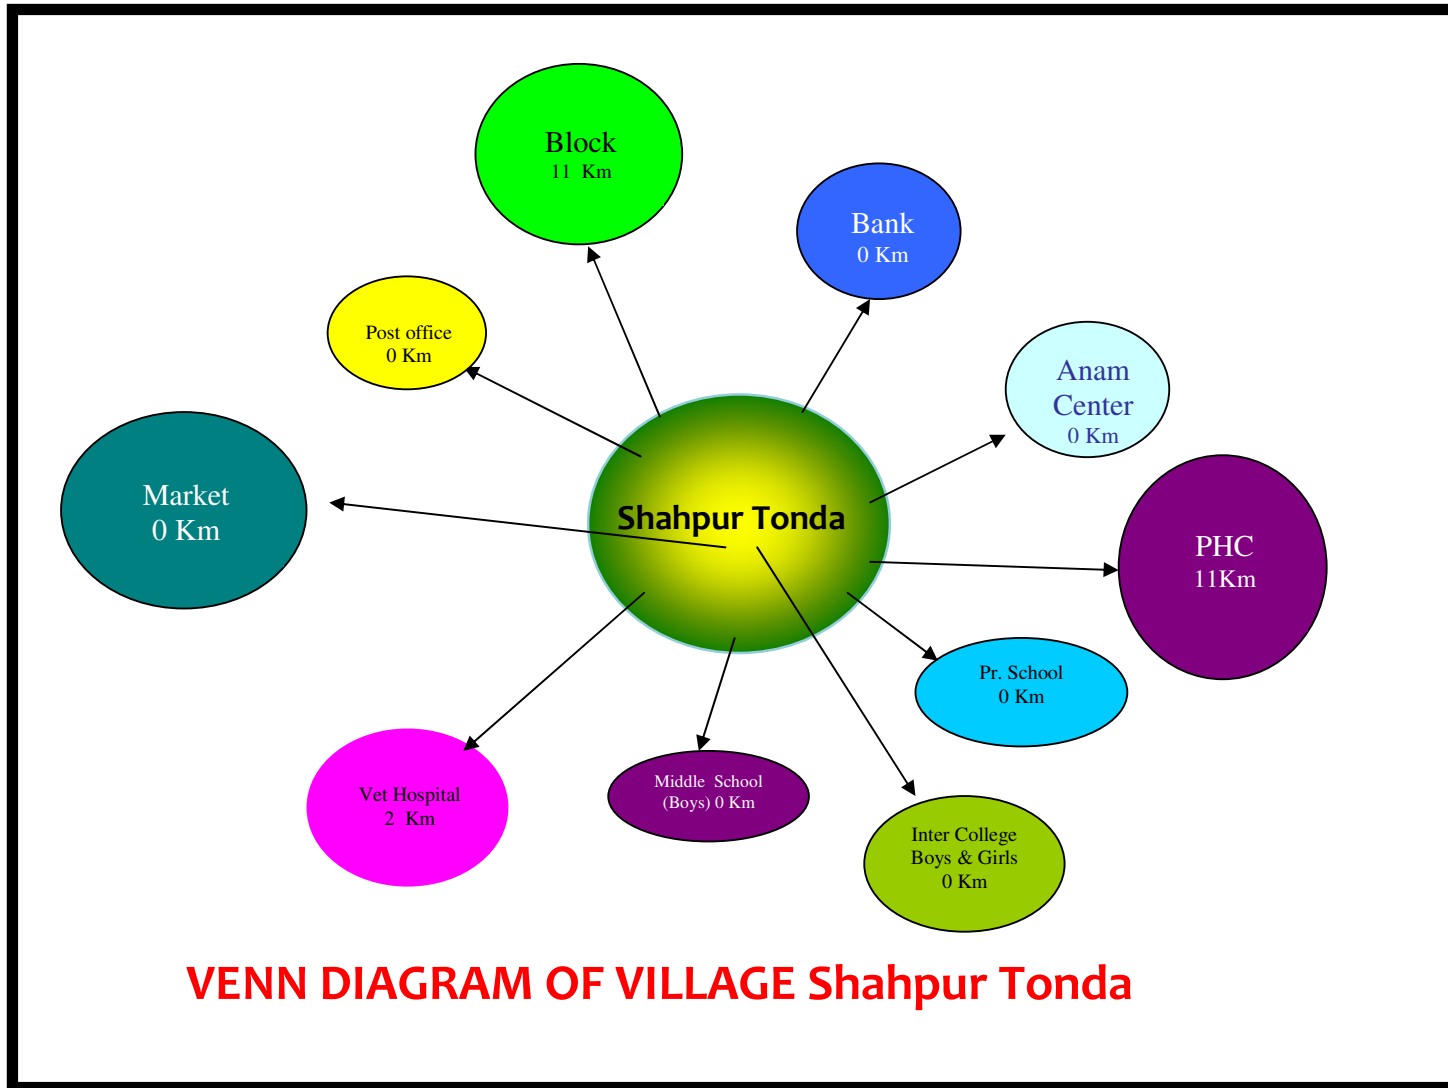 Block
11  Km
Bank
0 Km
Post office
0 Km
Anam
Center
0 Km
Market
0 Km
Shahpur Tonda
PHC
11Km
Pr. School
0 Km
Vet Hospital
2  Km
Middle  School
(Boys) 0 Km
Inter College
Boys & Girls
0 Km
VENN DIAGRAM OF VILLAGE Shahpur Tonda